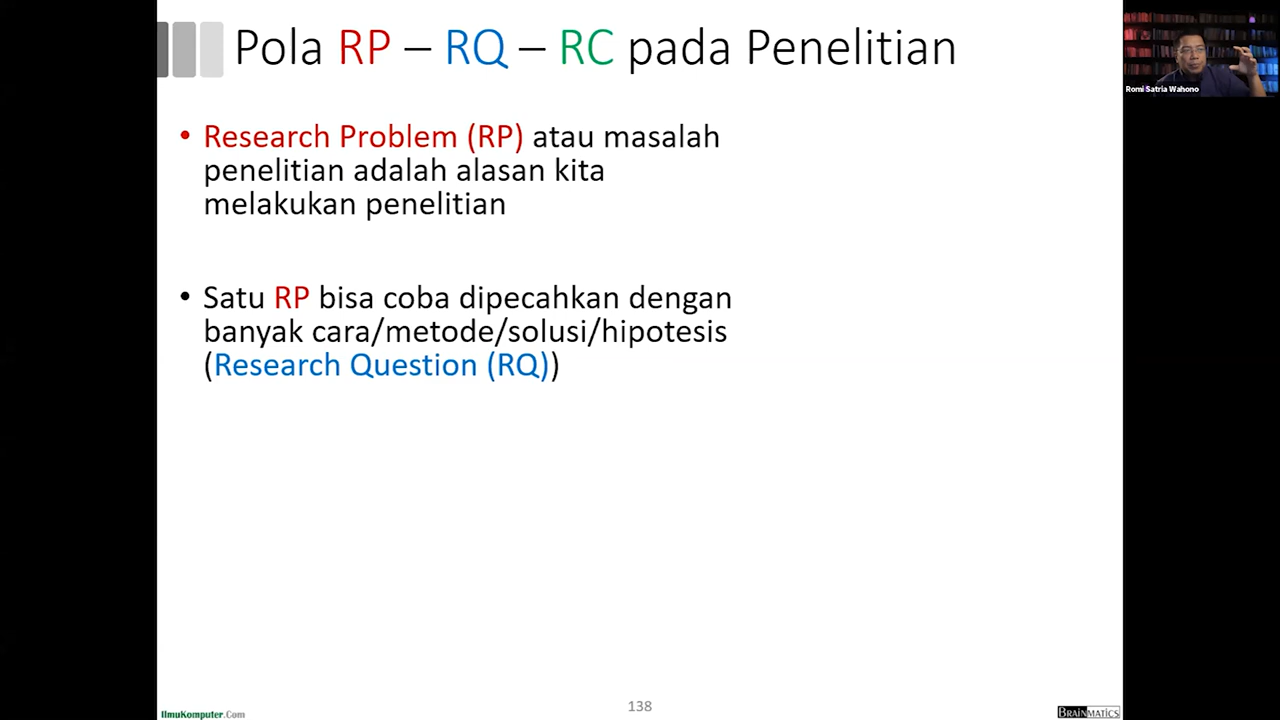 Pola RP – RQ – RC pada Penelitian
Romi Satria Wahono
• Research Problem (RP) atau masalah
penelitian adalah alasan kita
melakukan penelitian
• Satu RP bisa coba dipecahkan dengan
banyak cara/metode/solusi/hipotesis
(Research Question (RQ))
IlmuKomputer.Com
138
BRAINMATICS